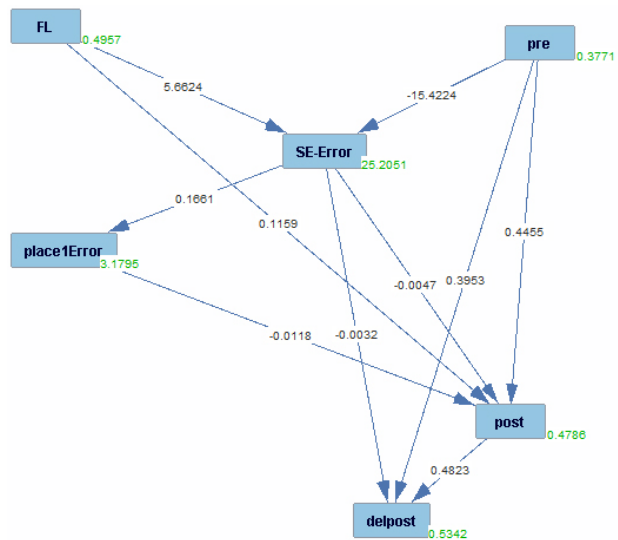 FL
0.4957
pre
0.3771
5.6624
-15.4224
SE-Error
25.2051
0.1661
0.1159
0.4455
place1Error
3.1795
0.3953
-0.0047
-0.0118
-0.0032
post
0.4786
0.4823
delpost
0.5342